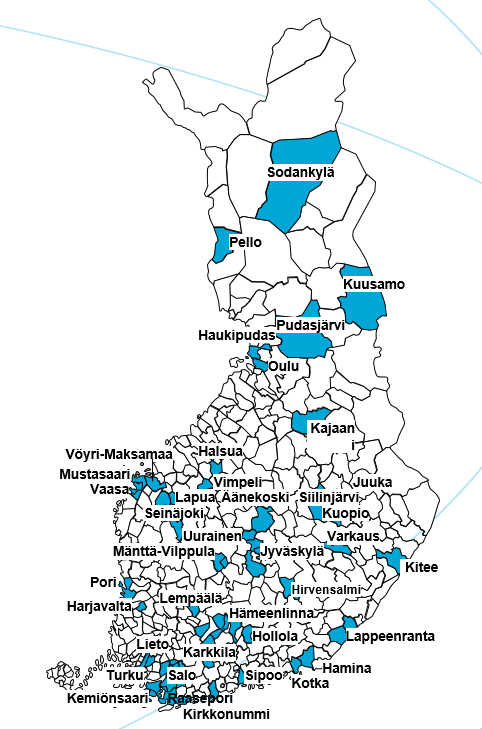 Sodankylä
Pello
Kuusamo
Pudasjärvi
Haukipudas
Oulu
Kajaan
i
Halsua
Vöyri-Maksamaa
Mustasaari
Vaasa
Vimpeli
Juuka
Lapua
Äänekoski
Siilinjärvi
Seinäjoki
Kuopio
Uurainen
Varkaus
Mänttä-Vilppula
Jyväskylä
Kitee
Pori
Hirvensalmi
Lempäälä
Harjavalta
Hämeenlinna
Hollola
Lappeenranta
Lieto
Karkkila
Turku
Salo
Sipoo
Hamina
Kotka
Kemiönsaari
Raasepori
Kirkkonummi